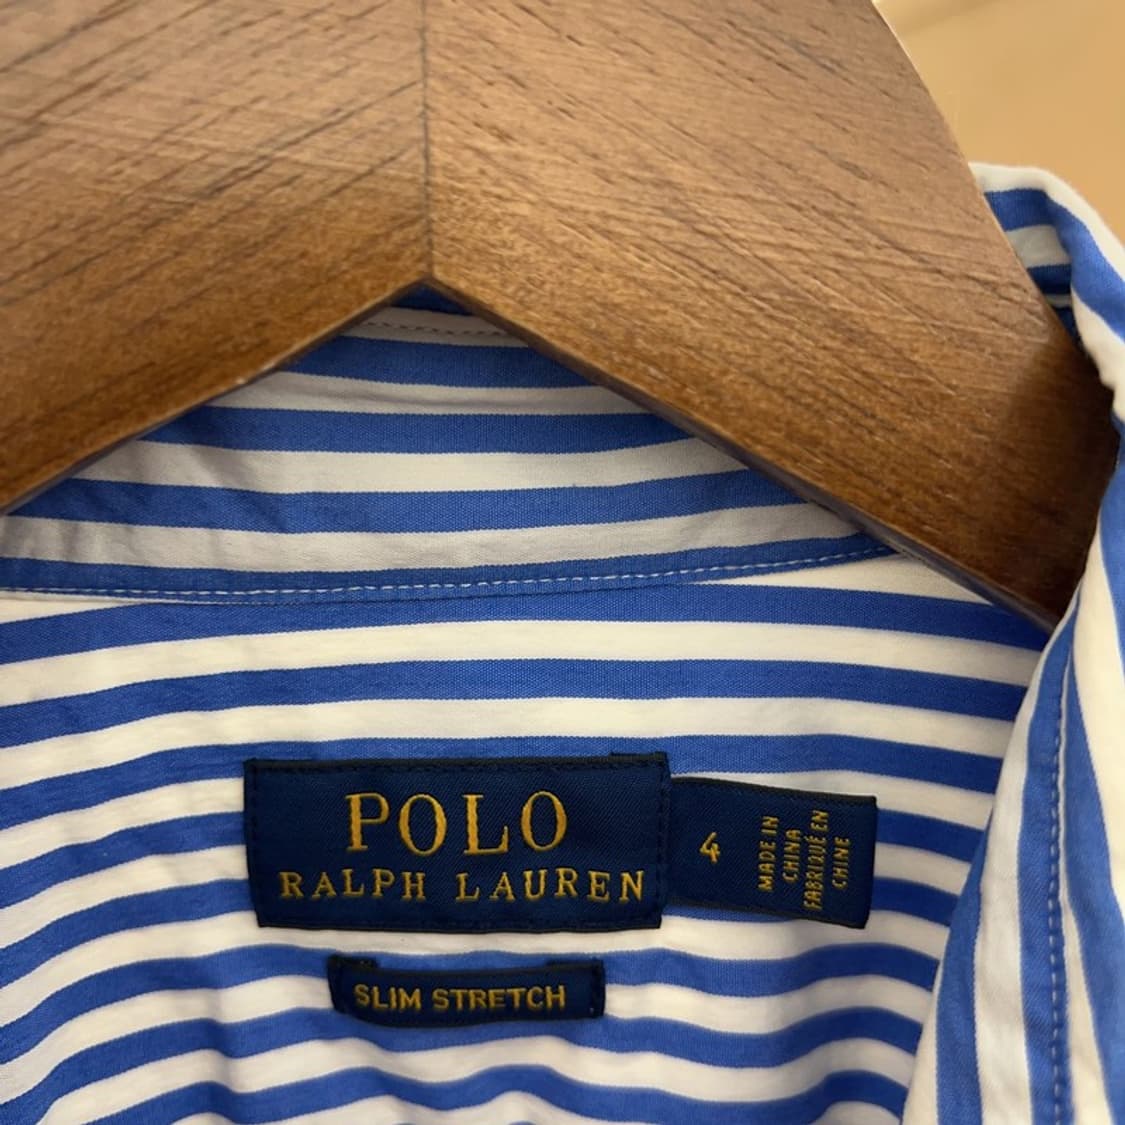 POLO
RALPH LAUREN
4
MADE IN
CHINA
FABRIQUÉ EN
CHINE
SLIM STRETCH